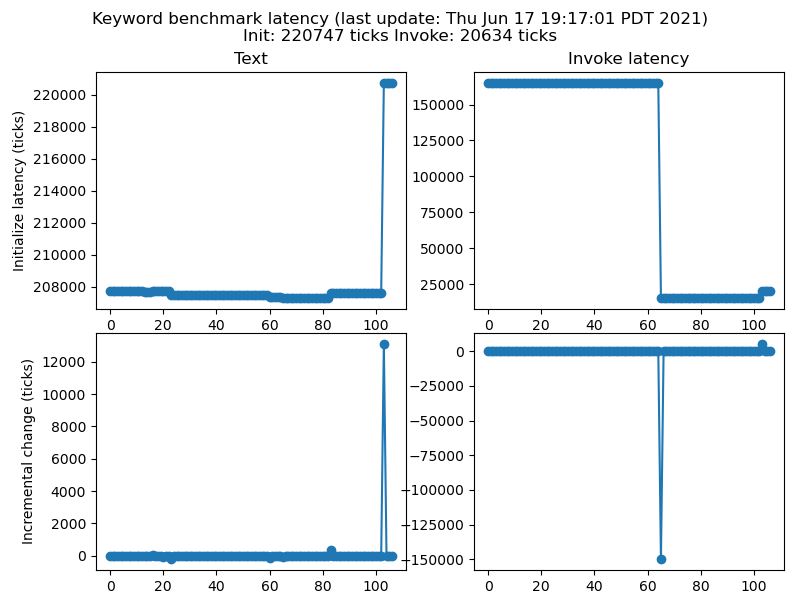 Keyword benchmark latency (last update: Thu Jun 17 19:17:01 PDT 2021)
Init: 220747 ticks Invoke: 20634 ticks
Text
Initialize latency (ticks)
220000
218000
216000
214000
212000
210000
208000
0 20 40 60 80 100
Invoke latency
150000
125000
100000
75000
50000
25000
0 20 40 60 80 100
Incremental change (ticks)
12000
10000
8000
6000
4000
2000
0
0 20 40 60 80 100
0
−25000
−50000
−75000
−100000
−125000
−150000
0 20 40 60 80 100